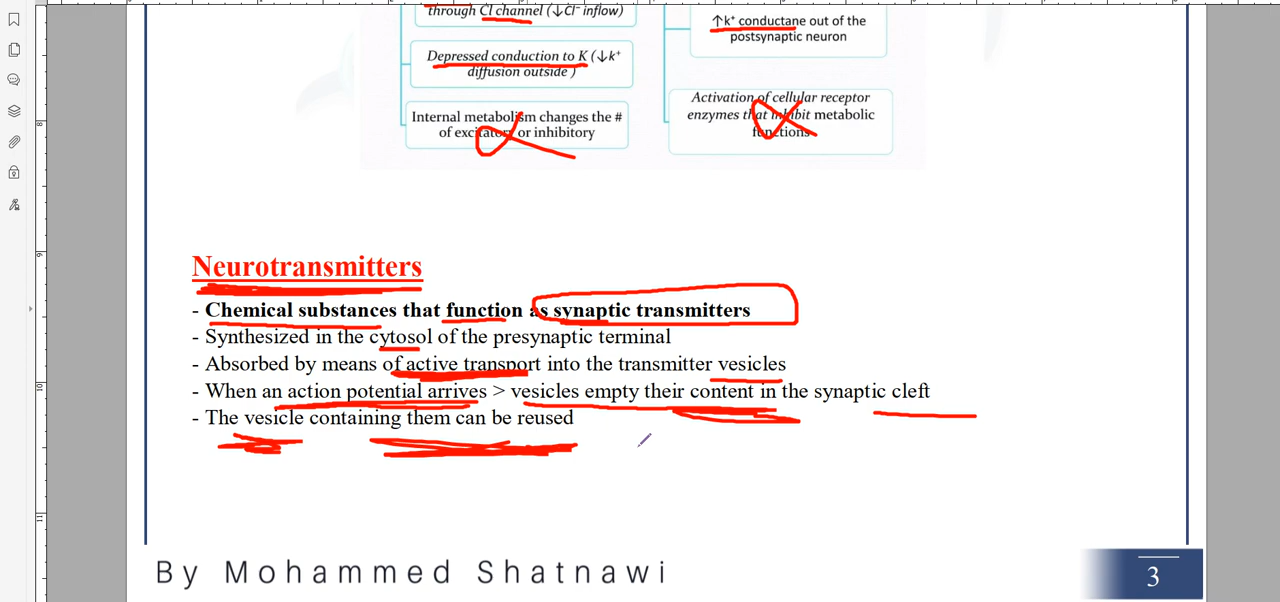 through Cl channel (↓Cl⁻ inflow)
Depressed conduction to K (↓k⁺
diffusion outside )
Internal metabolism changes the #
of excitatory or inhibitory
↑k⁺ conductane out of the
postsynaptic neuron
Activation of cellular receptor
enzymes that inhibit metabolic
functions
Neurotransmitters
- Chemical substances that function as synaptic transmitters
- Synthesized in the cytosol of the presynaptic terminal
- Absorbed by means of active transport into the transmitter vesicles
- When an action potential arrives > vesicles empty their content in the synaptic cleft
- The vesicle containing them can be reused
By Mohammed Shatnawi
3
8
9
10
11